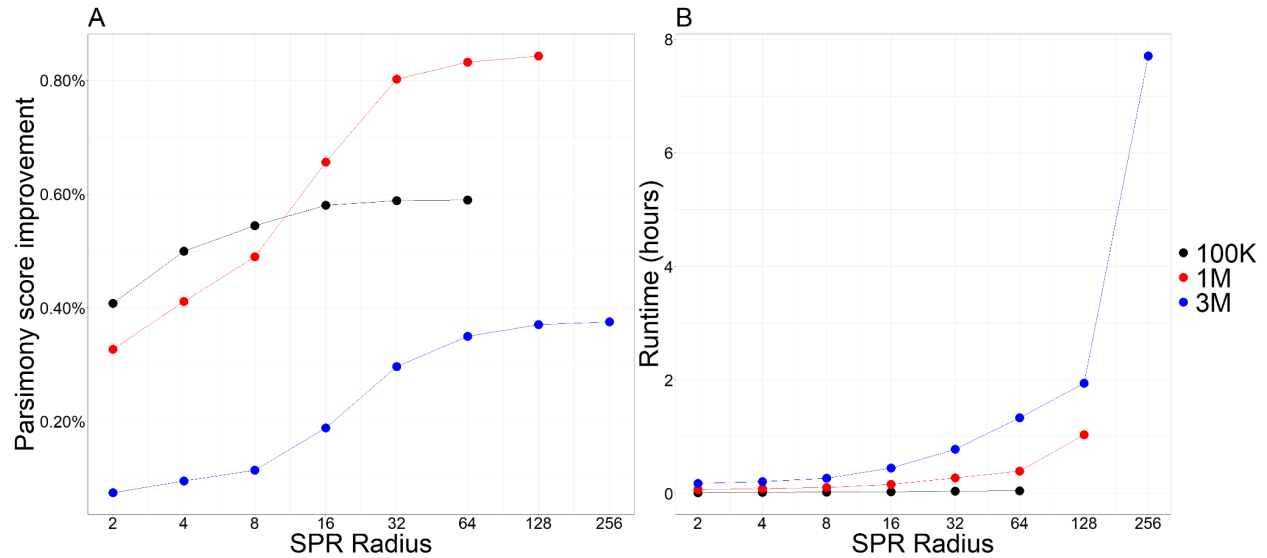 A
Parsimony score improvement
0.80%
0.60%
0.40%
0.20%
2 4 8 16 32 64 128 256
SPR Radius
B
Runtime (hours)
8
6
4
2
0
2 4 8 16 32 64 128 256
SPR Radius
100K
1M
3M